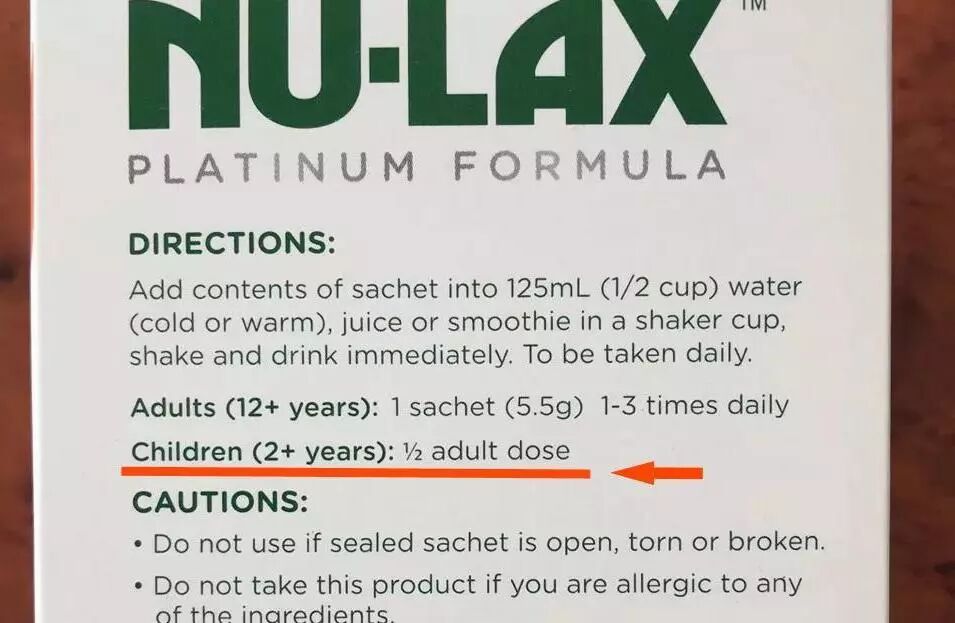 NU-LAX™
PLATINUM FORMULA
DIRECTIONS:
Add contents of sachet into 125mL (1/2 cup) water
(cold or warm), juice or smoothie in a shaker cup,
shake and drink immediately. To be taken daily.
Adults (12+ years): 1 sachet (5.5g) 1-3 times daily
Children (2+ years): ½ adult dose
CAUTIONS:
• Do not use if sealed sachet is open, torn or broken.
• Do not take this product if you are allergic to any
of the ingredients.